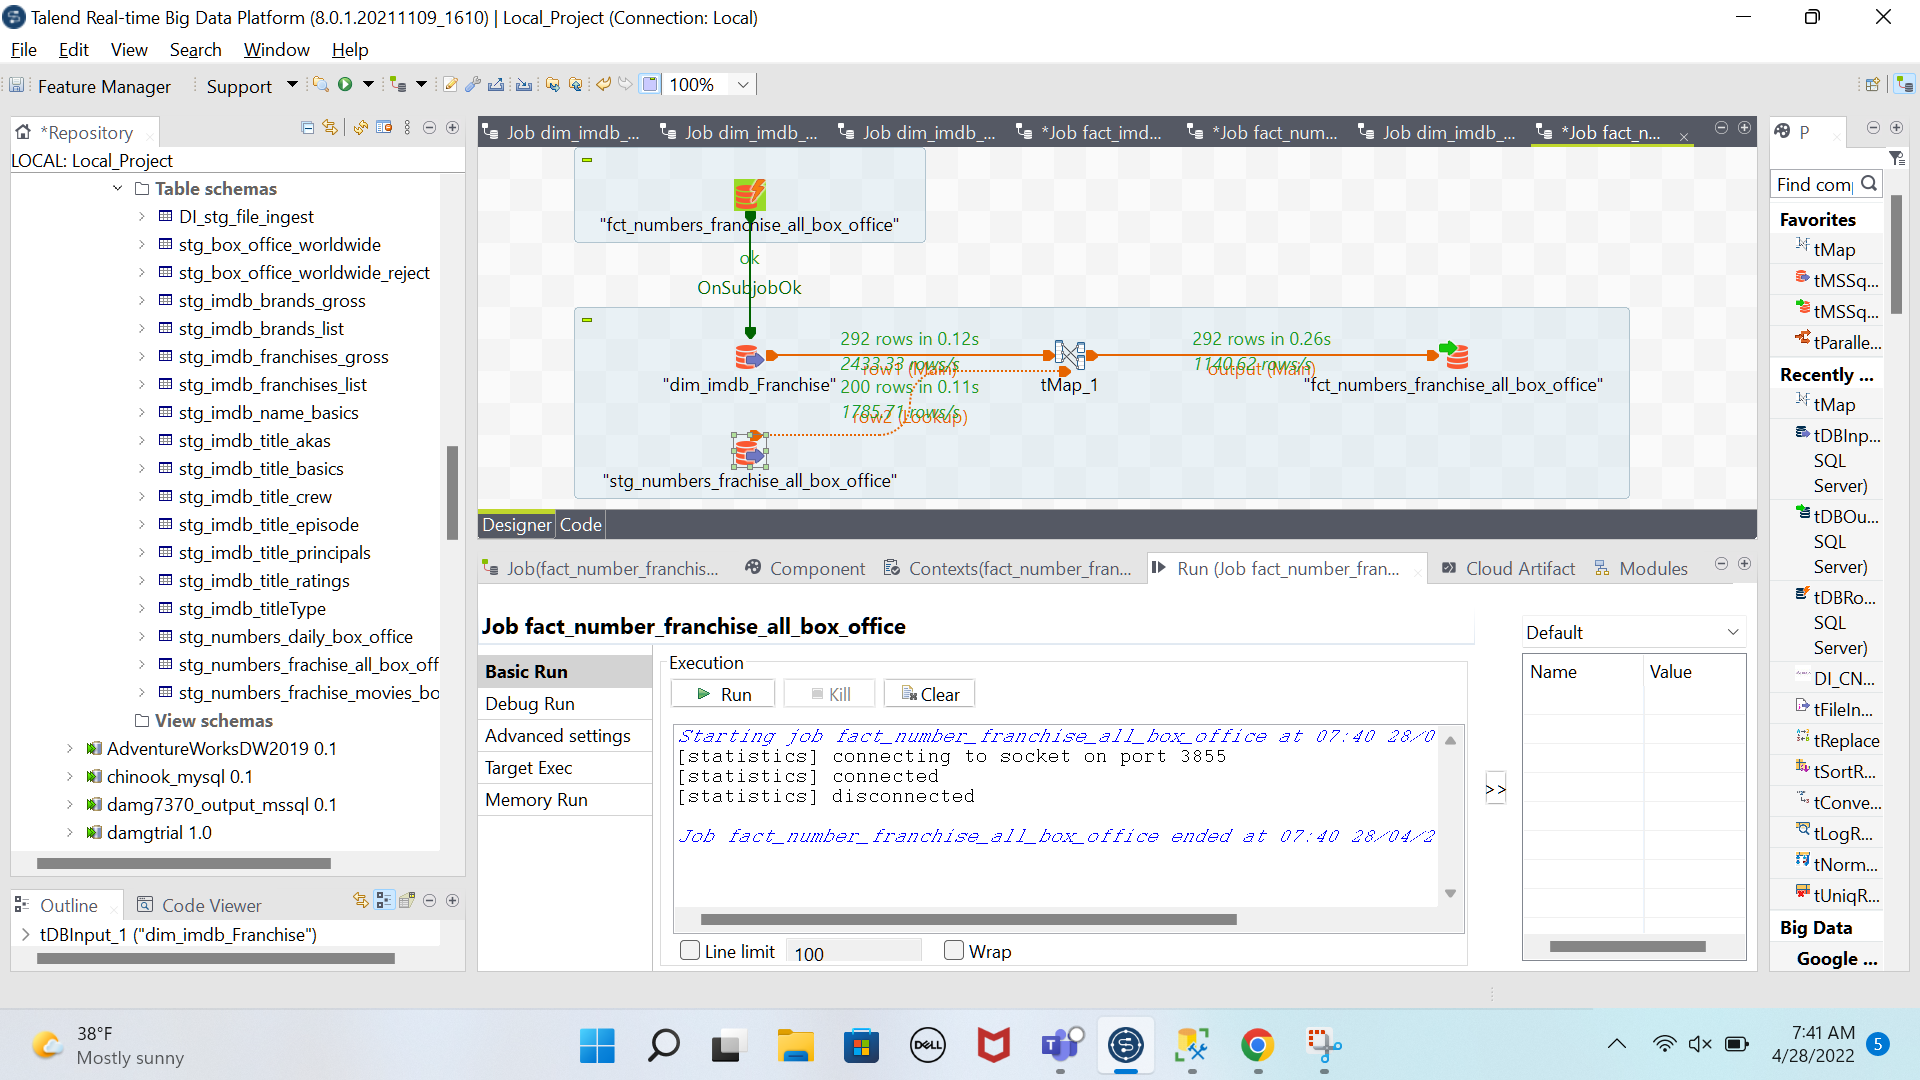 Talend Real-time Big Data Platform (8.0.1.20211109_1610) | Local_Project (Connection: Local)
File Edit View Search Window Help
Feature Manager Support 100%
*Repository
LOCAL: Local_Project
Table schemas
DI_stg_file_ingest
stg_box_office_worldwide
stg_box_office_worldwide_reject
stg_imdb_brands_gross
stg_imdb_brands_list
stg_imdb_franchises_gross
stg_imdb_franchises_list
stg_imdb_name_basics
stg_imdb_title_akas
stg_imdb_title_basics
stg_imdb_title_crew
stg_imdb_title_episode
stg_imdb_title_principals
stg_imdb_title_ratings
stg_imdb_titleType
stg_numbers_daily_box_office
stg_numbers_frachise_all_box_off
stg_numbers_frachise_movies_bo
View schemas
AdventureWorksDW2019 0.1
chinook_mysql 0.1
damg7370_output_mssql 0.1
damgtrial 1.0
Outline Code Viewer
tDBInput_1 ("dim_imdb_Franchise")
Job dim_imdb_... Job dim_imdb_... Job dim_imdb_... *Job fact_imd... *Job fact_num... Job dim_imdb_... *Job fact_n...
"fct_numbers_franchise_all_box_office"
ok
OnSubjobOk
292 rows in 0.12s
2433.33 rows/s
row1 (Main)
200 rows in 0.11s
1785.71 rows/s
row2 (Lookup)
292 rows in 0.26s
1140.62 rows/s
output (Main)
"dim_imdb_Franchise"
tMap_1
"fct_numbers_franchise_all_box_office"
"stg_numbers_frachise_all_box_office"
Designer Code
Job(fact_number_franchis... Component Contexts(fact_number_fran... Run (Job fact_number_fran... Cloud Artifact Modules
Job fact_number_franchise_all_box_office
Basic Run
Debug Run
Advanced settings
Target Exec
Memory Run
Execution
Run Kill Clear
Starting job fact_number_franchise_all_box_office at 07:40 28/0
[statistics] connecting to socket on port 3855
[statistics] connected
[statistics] disconnected
Job fact_number_franchise_all_box_office ended at 07:40 28/04/2
Line limit 100 Wrap
>>
Default
Name Value
P
Find com
Favorites
tMap
tMSSq...
tMSSq...
tParalle...
Recently ...
tMap
tDBInp...
SQL
Server)
tDBOu...
SQL
Server)
tDBRo...
SQL
Server)
DI_CN...
tFileIn...
tReplace
tSortR...
tConve...
tLogR...
tNorm...
tUniqR...
Big Data
Google ...
38°F
Mostly sunny
DELL
7:41 AM
4/28/2022
5